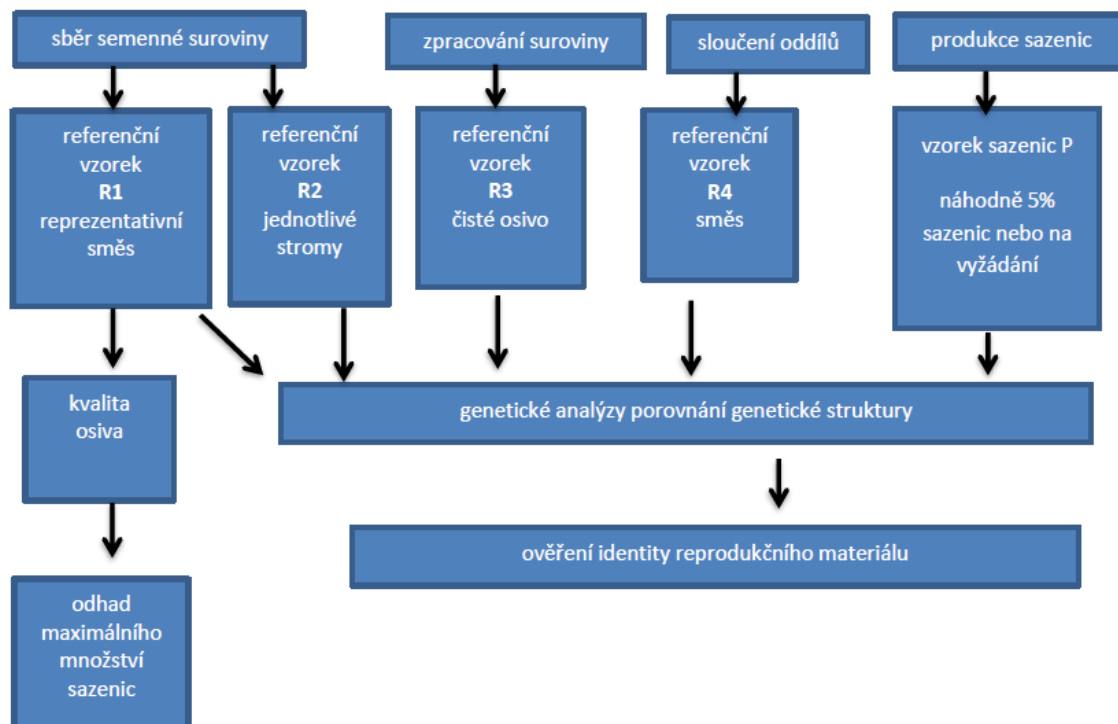 sběr semenné suroviny
zpracování suroviny
sloučení oddílů
produkce sazenic
referenční
vzorek
R1
reprezentativní
směs
referenční
vzorek
R2
jednotlivé
stromy
referenční
vzorek
R3
čisté osivo
referenční
vzorek
R4
směs
vzorek sazenic P
náhodně 5%
sazenic nebo na
vyžádání
kvalita
osiva
genetické analýzy porovnání genetické struktury
ověření identity reprodukčního materiálu
odhad
maximálního
množství
sazenic